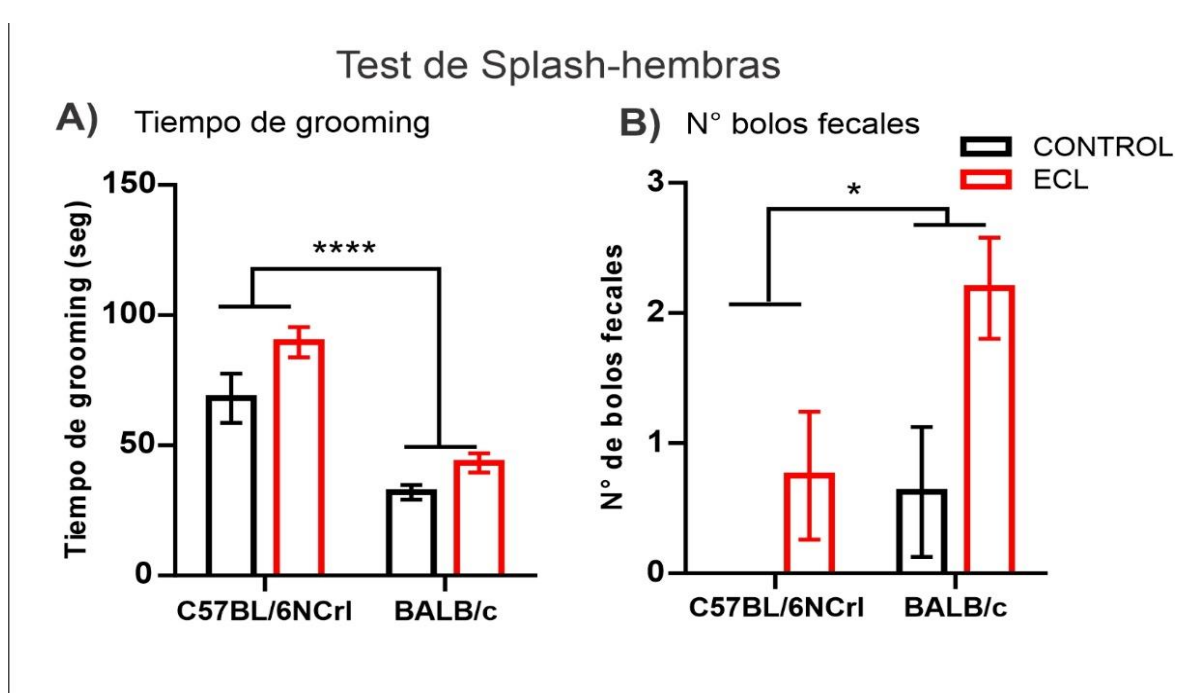 Test de Splash-hembras
A) Tiempo de grooming
Tiempo de grooming (seg)
150
100
50
0
****
C57BL/6NCrl
BALB/c
B) N° bolos fecales
CONTROL
ECL
N° de bolos fecales
3
2
1
0
*
C57BL/6NCrl
BALB/c